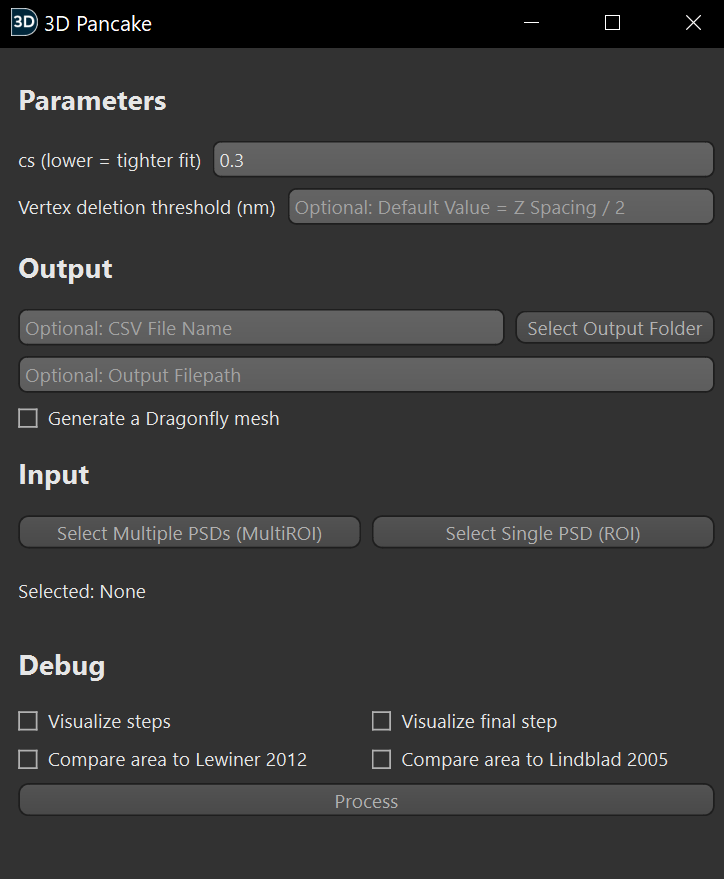 3D 3D Pancake
Parameters
cs (lower = tighter fit) 0.3
Vertex deletion threshold (nm) Optional: Default Value = Z Spacing / 2
Output
Optional: CSV File Name Select Output Folder
Optional: Output Filepath
Generate a Dragonfly mesh
Input
Select Multiple PSDs (MultiROI) Select Single PSD (ROI)
Selected: None
Debug
Visualize steps Visualize final step
Compare area to Lewiner 2012 Compare area to Lindblad 2005
Process